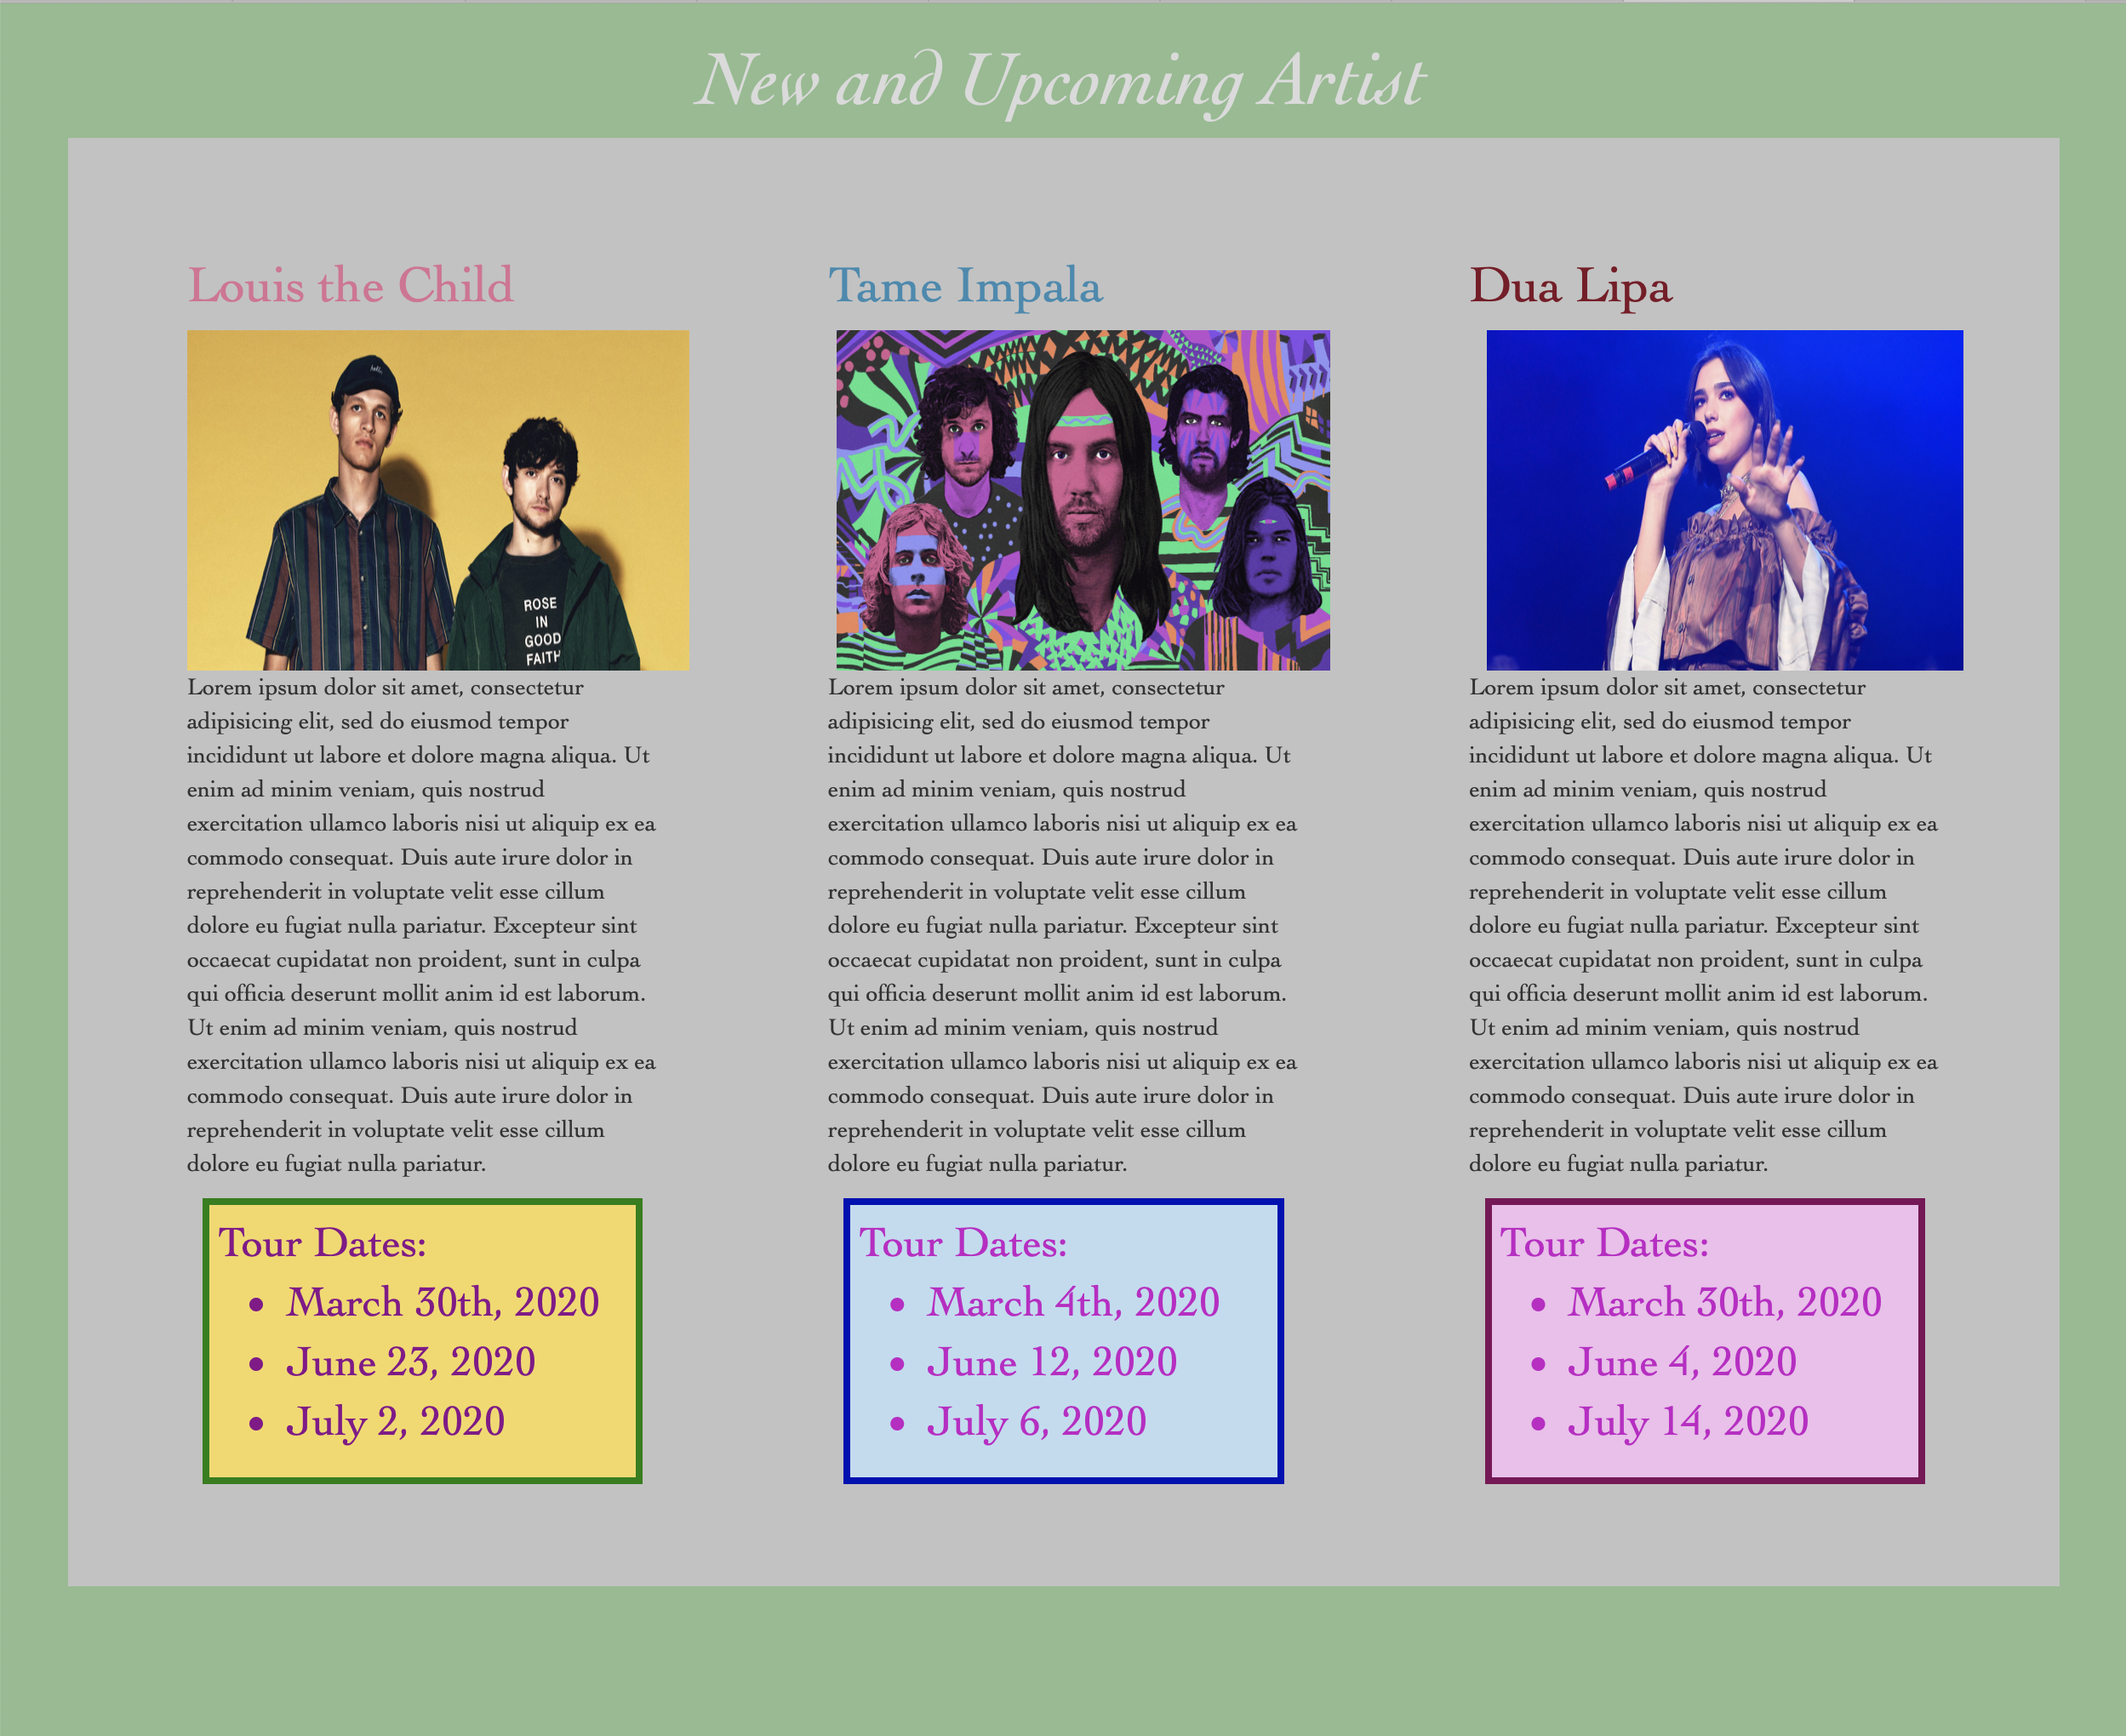 New and Upcoming Artist
Louis the Child
ROSE
IN
GOOD
FAITH
Lorem ipsum dolor sit amet, consectetur
adipisicing elit, sed do eiusmod tempor
incididunt ut labore et dolore magna aliqua. Ut
enim ad minim veniam, quis nostrud
exercitation ullamco laboris nisi ut aliquip ex ea
commodo consequat. Duis aute irure dolor in
reprehenderit in voluptate velit esse cillum
dolore eu fugiat nulla pariatur. Excepteur sint
occaecat cupidatat non proident, sunt in culpa
qui officia deserunt mollit anim id est laborum.
Ut enim ad minim veniam, quis nostrud
exercitation ullamco laboris nisi ut aliquip ex ea
commodo consequat. Duis aute irure dolor in
reprehenderit in voluptate velit esse cillum
dolore eu fugiat nulla pariatur.
Tour Dates:
• March 30th, 2020
• June 23, 2020
• July 2, 2020
Tame Impala
Lorem ipsum dolor sit amet, consectetur
adipisicing elit, sed do eiusmod tempor
incididunt ut labore et dolore magna aliqua. Ut
enim ad minim veniam, quis nostrud
exercitation ullamco laboris nisi ut aliquip ex ea
commodo consequat. Duis aute irure dolor in
reprehenderit in voluptate velit esse cillum
dolore eu fugiat nulla pariatur. Excepteur sint
occaecat cupidatat non proident, sunt in culpa
qui officia deserunt mollit anim id est laborum.
Ut enim ad minim veniam, quis nostrud
exercitation ullamco laboris nisi ut aliquip ex ea
commodo consequat. Duis aute irure dolor in
reprehenderit in voluptate velit esse cillum
dolore eu fugiat nulla pariatur.
Tour Dates:
• March 4th, 2020
• June 12, 2020
• July 6, 2020
Dua Lipa
Lorem ipsum dolor sit amet, consectetur
adipisicing elit, sed do eiusmod tempor
incididunt ut labore et dolore magna aliqua. Ut
enim ad minim veniam, quis nostrud
exercitation ullamco laboris nisi ut aliquip ex ea
commodo consequat. Duis aute irure dolor in
reprehenderit in voluptate velit esse cillum
dolore eu fugiat nulla pariatur. Excepteur sint
occaecat cupidatat non proident, sunt in culpa
qui officia deserunt mollit anim id est laborum.
Ut enim ad minim veniam, quis nostrud
exercitation ullamco laboris nisi ut aliquip ex ea
commodo consequat. Duis aute irure dolor in
reprehenderit in voluptate velit esse cillum
dolore eu fugiat nulla pariatur.
Tour Dates:
• March 30th, 2020
• June 4, 2020
• July 14, 2020